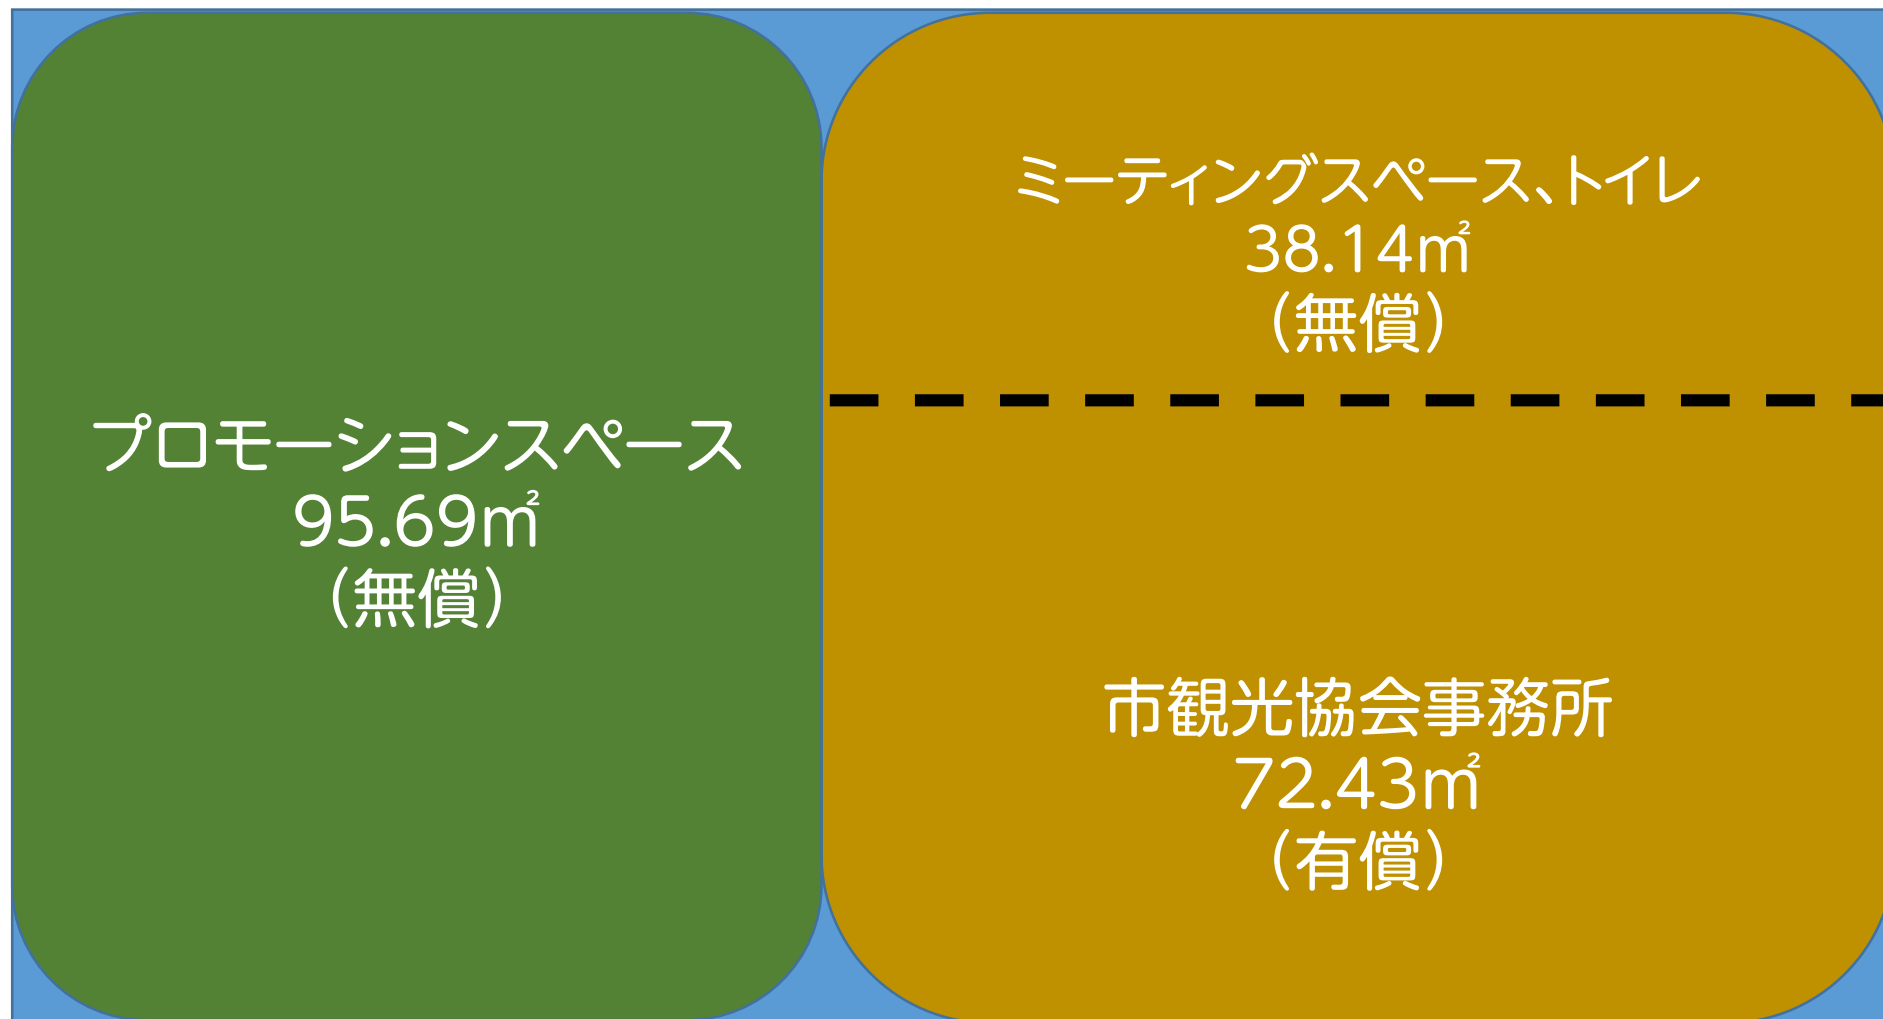 プロモーションスペース
95.69㎡
（無償）
ミーティングスペース、トイレ
38.14㎡
（無償）
市観光協会事務所
72.43㎡
（有償）